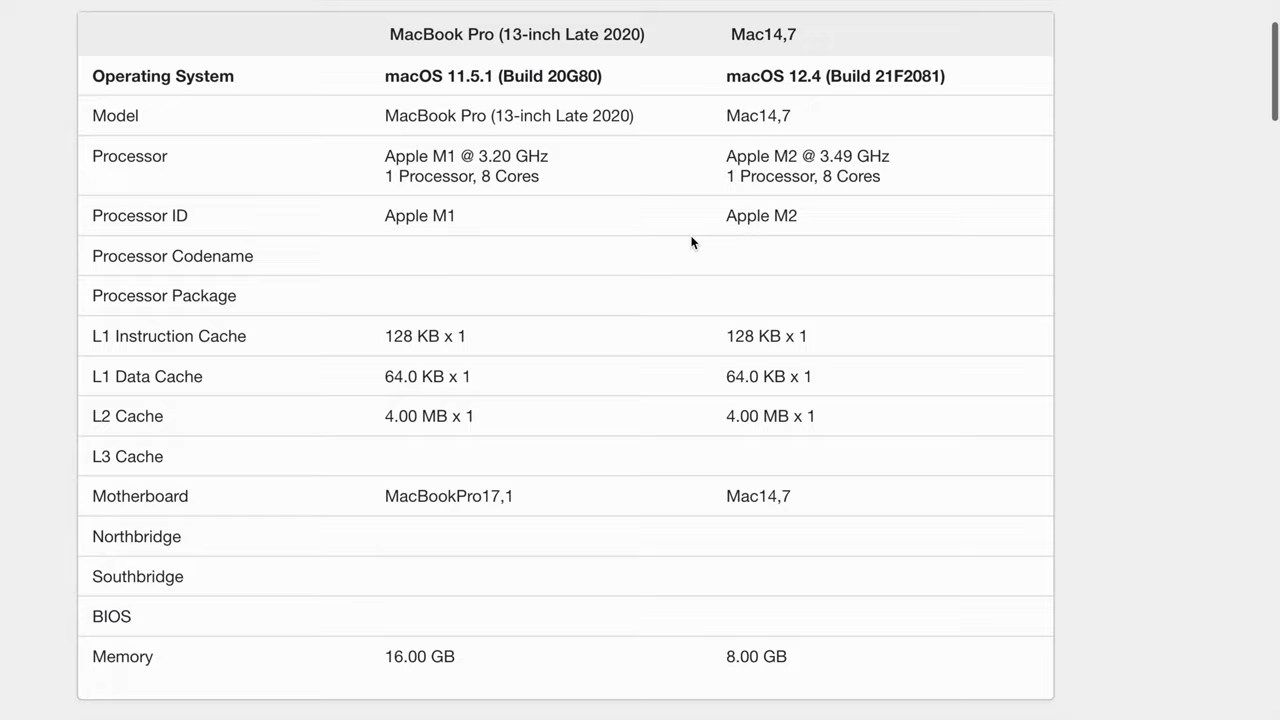 MacBook Pro (13-inch Late 2020) Mac14,7
Operating System macOS 11.5.1 (Build 20G80) macOS 12.4 (Build 21F2081)
Model MacBook Pro (13-inch Late 2020) Mac14,7
Processor Apple M1 @ 3.20 GHz Apple M2 @ 3.49 GHz
1 Processor, 8 Cores 1 Processor, 8 Cores
Processor ID Apple M1 Apple M2
Processor Codename
Processor Package
L1 Instruction Cache 128 KB x 1 128 KB x 1
L1 Data Cache 64.0 KB x 1 64.0 KB x 1
L2 Cache 4.00 MB x 1 4.00 MB x 1
L3 Cache
Motherboard MacBookPro17,1 Mac14,7
Northbridge
Southbridge
BIOS
Memory 16.00 GB 8.00 GB